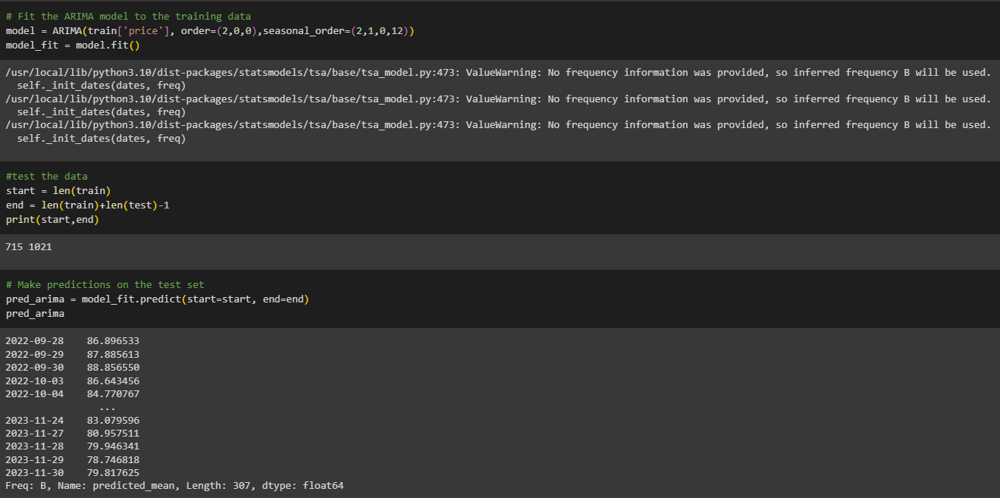 # Fit the ARIMA model to the training data
model = ARIMA(train['price'], order=(2,0,0),seasonal_order=(2,1,0,12))
model_fit = model.fit()
/usr/local/lib/python3.10/dist-packages/statsmodels/tsa/base/tsa_model.py:473: ValueWarning: No frequency information was provided, so inferred frequency B will be used.
  self._init_dates(dates, freq)
/usr/local/lib/python3.10/dist-packages/statsmodels/tsa/base/tsa_model.py:473: ValueWarning: No frequency information was provided, so inferred frequency B will be used.
  self._init_dates(dates, freq)
/usr/local/lib/python3.10/dist-packages/statsmodels/tsa/base/tsa_model.py:473: ValueWarning: No frequency information was provided, so inferred frequency B will be used.
  self._init_dates(dates, freq)
#test the data
start = len(train)
end = len(train)+len(test)-1
print(start,end)
715 1021
# Make predictions on the test set
pred_arima = model_fit.predict(start=start, end=end)
pred_arima
2022-09-28    86.896533
2022-09-29    87.885613
2022-09-30    88.856550
2022-10-03    86.643456
2022-10-04    84.770767
                ...
2023-11-24    83.079596
2023-11-27    80.957511
2023-11-28    79.946341
2023-11-29    78.746818
2023-11-30    79.817625
Freq: B, Name: predicted_mean, Length: 307, dtype: float64